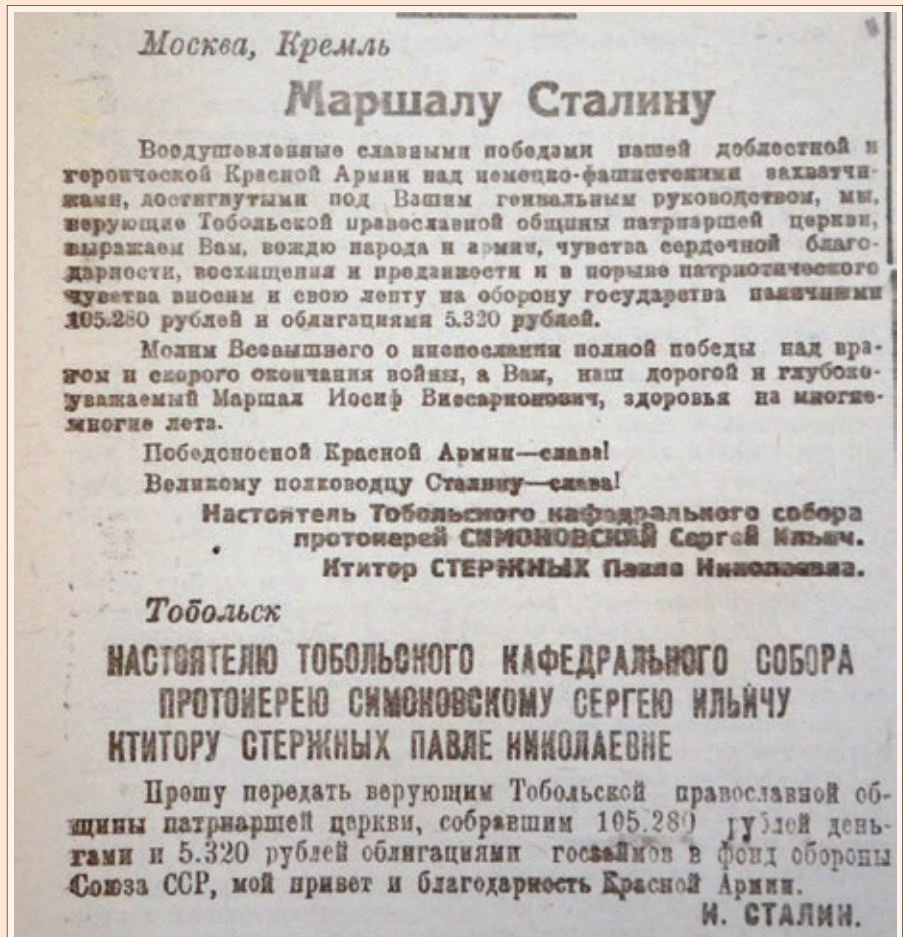 Москва, Кремль
Маршалу Сталину
Воодушевленные славными победами нашей доблестной и
героической Красной Армии над немецко-фашистскими захватчи-
ками, достигнутыми под Вашим гениальным руководством, мы,
верующие Тобольской православной общины патриаршей церкви,
выражаем Вам, вождю народа и армии, чувства сердечной благо-
дарности, восхищения и преданности и в порыве патриотического
чувства вносим и свою лепту на оборону государства наличными
105.280 рублей и облигациями 5.320 рублей.
Молим Всевышнего о ниспослании полной победы над вра-
гом и скорого окончания войны, а Вам, наш дорогой и глубоко-
уважаемый Маршал Иосиф Виссарионович, здоровья на многие-
многие лета.
Победоносной Красной Армии—слава!
Великому полководцу Сталину—слава!
Настоятель Тобольского кафедрального собора
протоиерей СИМОНОВСКИЙ Сергей Ильич.
Ктитор СТЕРЖНЫХ Павла Николаевна.
Тобольск
НАСТОЯТЕЛЮ ТОБОЛЬСКОГО КАФЕДРАЛЬНОГО СОБОРА
ПРОТОИЕРЕЮ СИМОНОВСКОМУ СЕРГЕЮ ИЛЬИЧУ
КТИТОРУ СТЕРЖНЫХ ПАВЛЕ НИКОЛАЕВНЕ
Прошу передать верующим Тобольской православной об-
щины патриаршей церкви, собравшим 105.280 рублей день-
гами и 5.320 рублей облигациями госзаймов в фонд обороны
Союза ССР, мой привет и благодарность Красной Армии.
И. СТАЛИН.